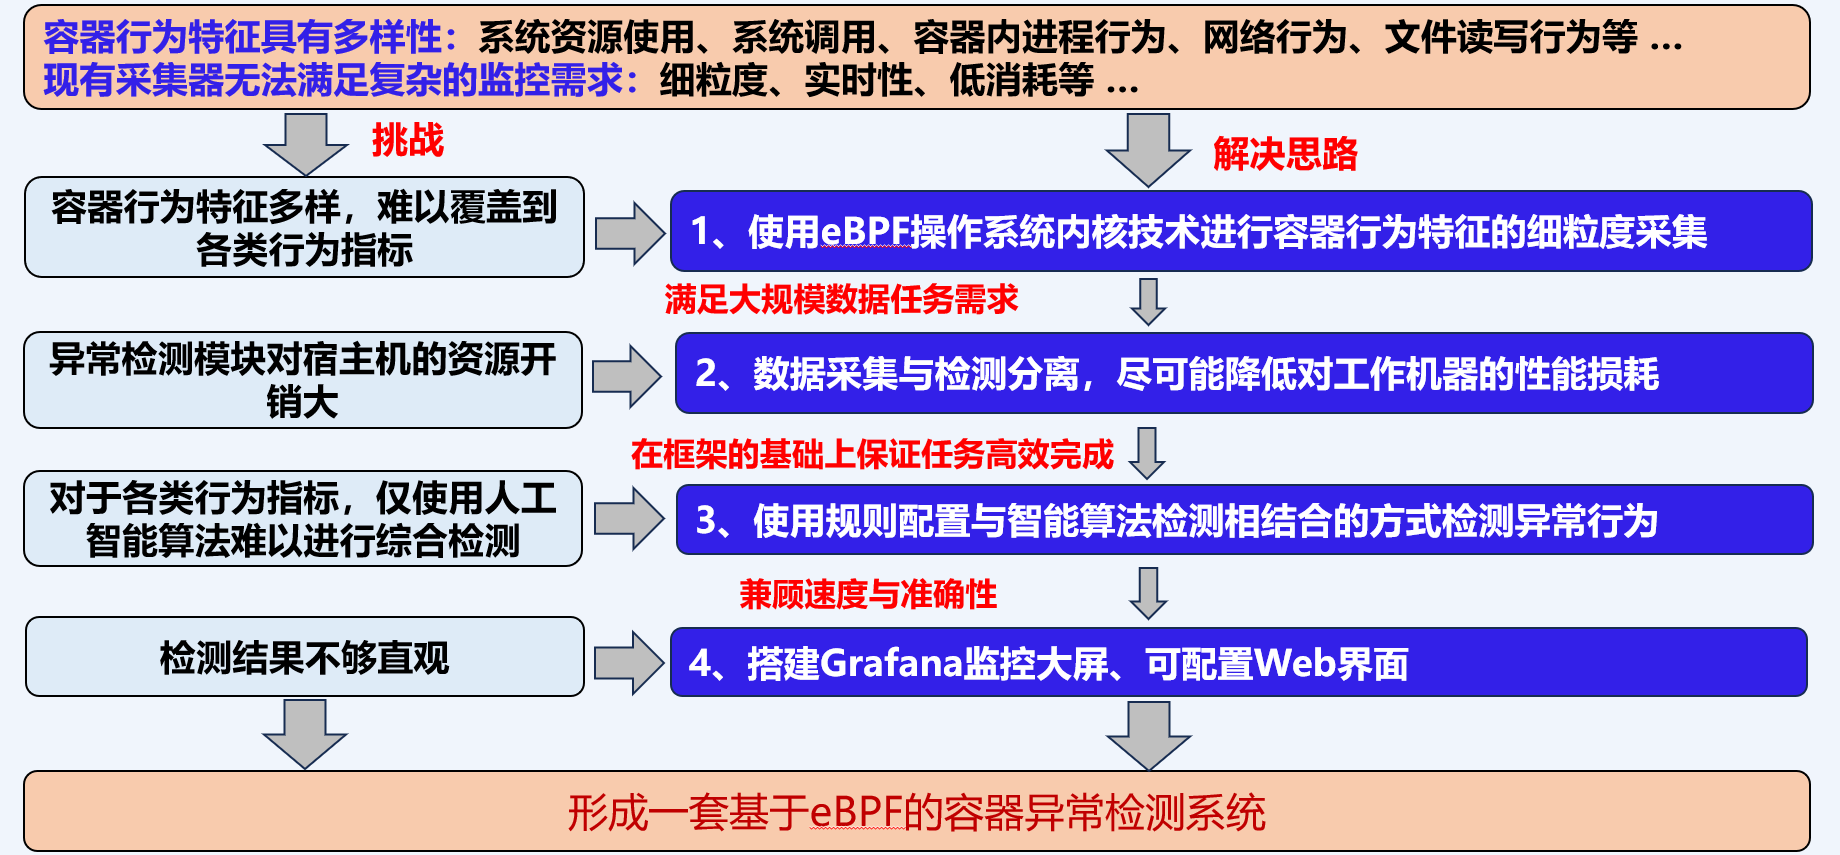 容器行为特征具有多样性：系统资源使用、系统调用、容器内进程行为、网络行为、文件读写行为等 ...
现有采集器无法满足复杂的监控需求：细粒度、实时性、低消耗等 ...
挑战
解决思路
容器行为特征多样，难以覆盖到
各类行为指标
1、使用eBPF操作系统内核技术进行容器行为特征的细粒度采集
满足大规模数据任务需求
异常检测模块对宿主机的资源开
销大
2、数据采集与检测分离，尽可能降低对工作机器的性能损耗
在框架的基础上保证任务高效完成
对于各类行为指标，仅使用人工
智能算法难以进行综合检测
3、使用规则配置与智能算法检测相结合的方式检测异常行为
兼顾速度与准确性
检测结果不够直观
4、搭建Grafana监控大屏、可配置Web界面
形成一套基于eBPF的容器异常检测系统